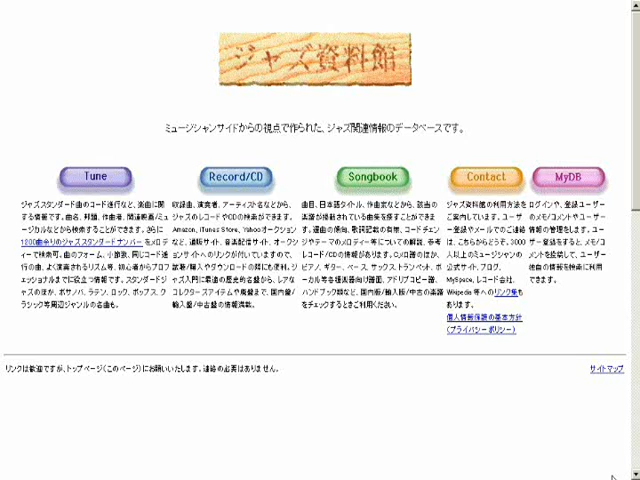 ジャズ資料館
ミュージシャンサイドからの視点で作られた、ジャズ関連情報のデータベースです。
Tune
Record/CD
Songbook
Contact
MyDB
ジャズスタンダード曲のコード進行など、楽曲に関
する情報です。曲名、邦題、作曲者、関連映画/ミュ
ージカルなどから検索することができます。さらに
1200曲余りのジャズスタンダードナンバーをメロデ
ィーで検索可。曲のフォーム、小節数、同じコード進
行の曲、よく演奏されるリズム等、初心者からプロフ
ェッショナルまでに役立つ情報です。スタンダードジ
ャズのほか、ボサノバ、ラテン、ロック、ポップス、ク
ラシック等周辺ジャンルの名曲も。
収録曲、演奏者、アーティスト名などから、
ジャズのレコードやCDの検索ができます。
Amazon, iTunes Store, Yahooオークション
など、通販サイト、音楽配信サイト、オークシ
ョンサイトへのリンクが付いていますので、
試聴/購入やダウンロードの際にも便利。ジ
ャズ入門に最適の歴史的名盤から、レアな
コレクターズアイテムや廃盤まで、国内盤/
輸入盤/中古盤の情報満載。
曲目、日本語タイトル、作曲家などから、該当の
楽譜が掲載されている曲集を探すことができま
す。選曲の傾向、歌詞記載の有無、コードチェン
ジやテーマのメロディー等についての解説、参考
レコード/CDの情報があります。Cメロ譜のほか、
ピアノ、ギター、ベース、サックス、トランペット、ボ
ーカル等各種楽器向け譜面、アドリブコピー譜、
ハンドブック類など、国内版/輸入版/中古の楽譜
をチェックするときご利用ください。
ジャズ資料館の利用方法を
ご案内しています。ユーザ
ー登録やメールでのご連絡
は、こちらからどうぞ。3000
人以上のミュージシャンの
公式サイト、ブログ、
MySpace, レコード会社,
Wikipedia 等へのリンク集も
あります。
個人情報保護の基本方針
(プライバシーポリシー)
ログインや、登録ユーザー
のメモ/コメントやユーザー
情報の管理をします。ユー
ザー登録をすると、メモ/コ
メントを投稿して、ユーザー
独自の情報を検索に利用
できます。
リンクは歓迎ですが、トップページ(このページ)にお願いいたします。連絡の必要はありません。
サイトマップ